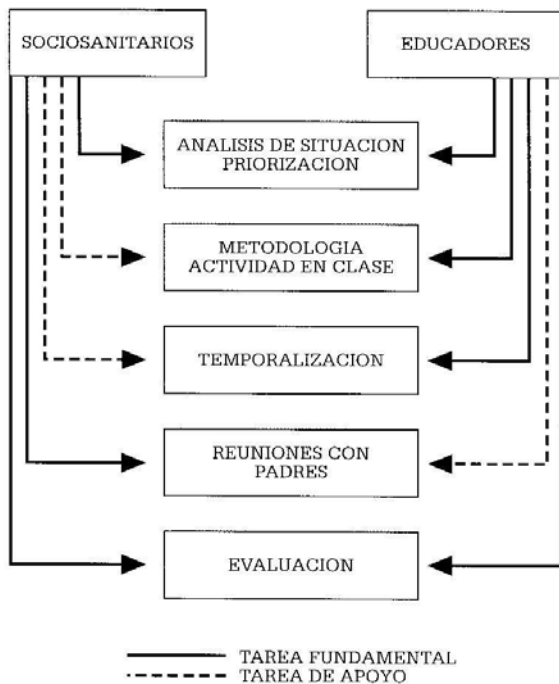 SOCIOSANITARIOS
EDUCADORES
ANALISIS DE SITUACION
PRIORIZACION
METODOLOGIA
ACTIVIDAD EN CLASE
TEMPORALIZACION
REUNIONES CON
PADRES
EVALUACION
TAREA FUNDAMENTAL
TAREA DE APOYO